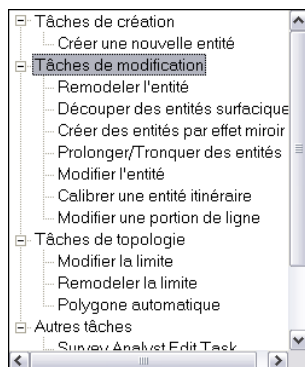 Tâches de création
Créer une nouvelle entité
Tâches de modification
Remodeler l'entité
Découper des entités surfacique
Créer des entités par effet miroir
Prolonger/Tronquer des entités
Modifier l'entité
Calibrer une entité itinéraire
Modifier une portion de ligne
Tâches de topologie
Modifier la limite
Remodeler la limite
Polygone automatique
Autres tâches
Survey Analyst Edit Task